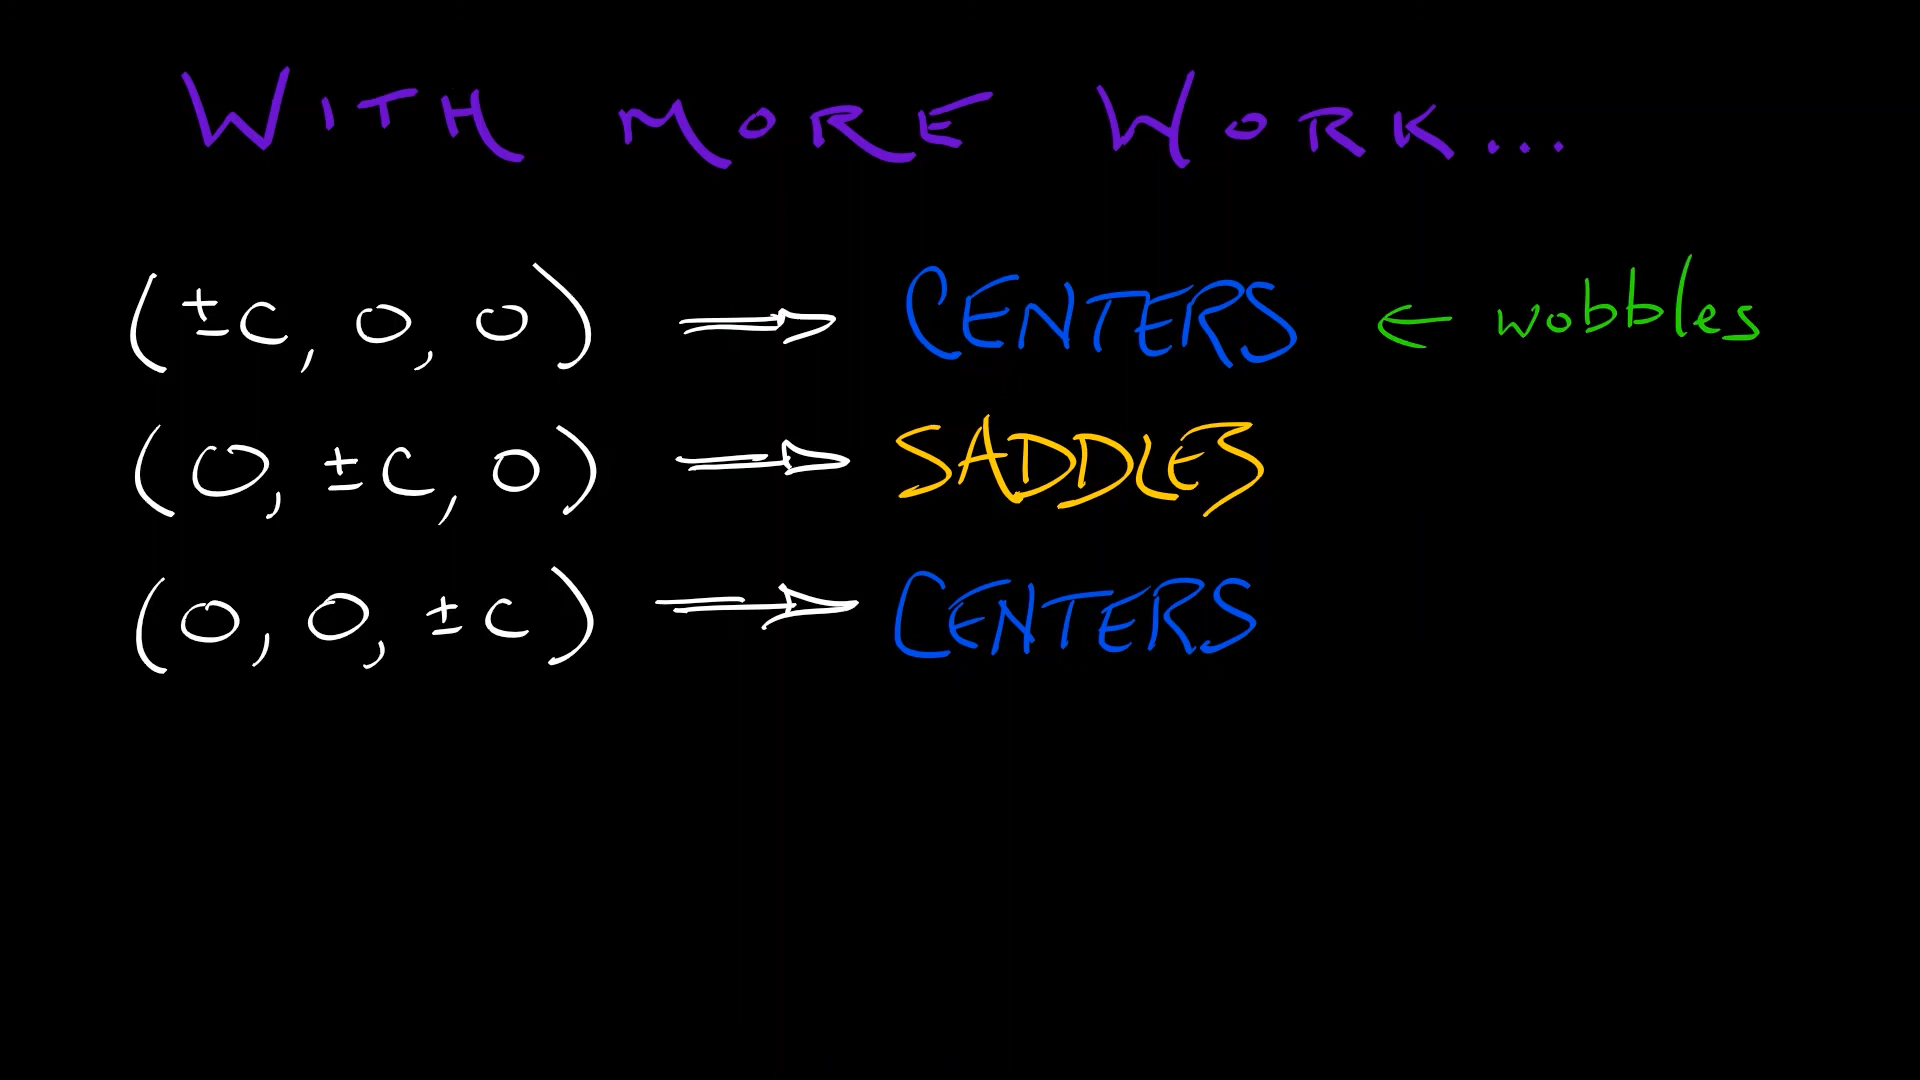 WITH MORE WORK...
(±C, 0, 0) ⟹ CENTERS ← wobbles
(0, ±C, 0) ⟹ SADDLES
(0, 0, ±C) ⟹ CENTERS